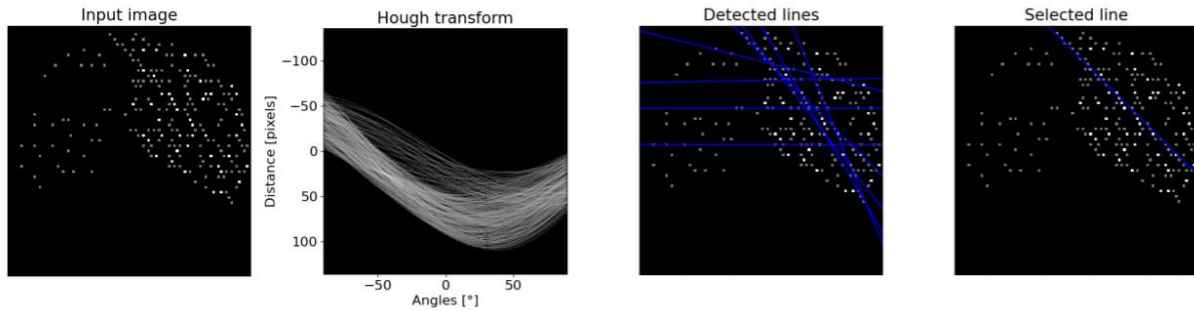 Input image
Hough transform
Detected lines
Selected line
Distance [pixels]
−100
−50
0
50
100
−50
0
50
Angles [°]